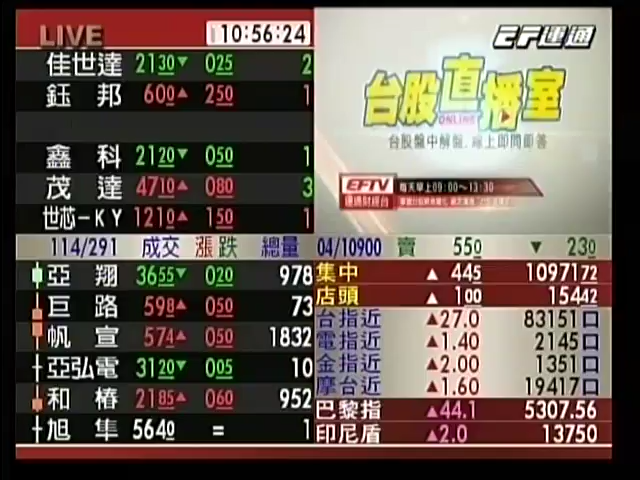 LIVE 10:56:24
佳世達 2130▼ 025 2
鈺邦 600▲ 250 1
鑫科 2120▼ 050 1
茂達 4710▲ 080 3
世芯-KY 1210▲ 150 1
114/291 成交 漲跌 總量
亞翔 3655▼ 020 978
巨路 598▲ 050 73
帆宣 574▲ 050 1832
亞弘電 3120▼ 005 10
和椿 2185▲ 060 952
旭隼 5640 = 1
運通
台股直播室
ONLINE
台股盤中解盤.線上即問即答
EFTV 每天早上09:00~13:30
運通財經台
04/10900 賣 550 ▼ 230
集中 ▲ 445 1097172
店頭 ▲ 100 15442
台指近 ▲27.0 83151口
電指近 ▲1.40 2145口
金指近 ▲2.00 1351口
摩台近 ▲1.60 19417口
巴黎指 ▲44.1 5307.56
印尼盾 ▲2.0 13750